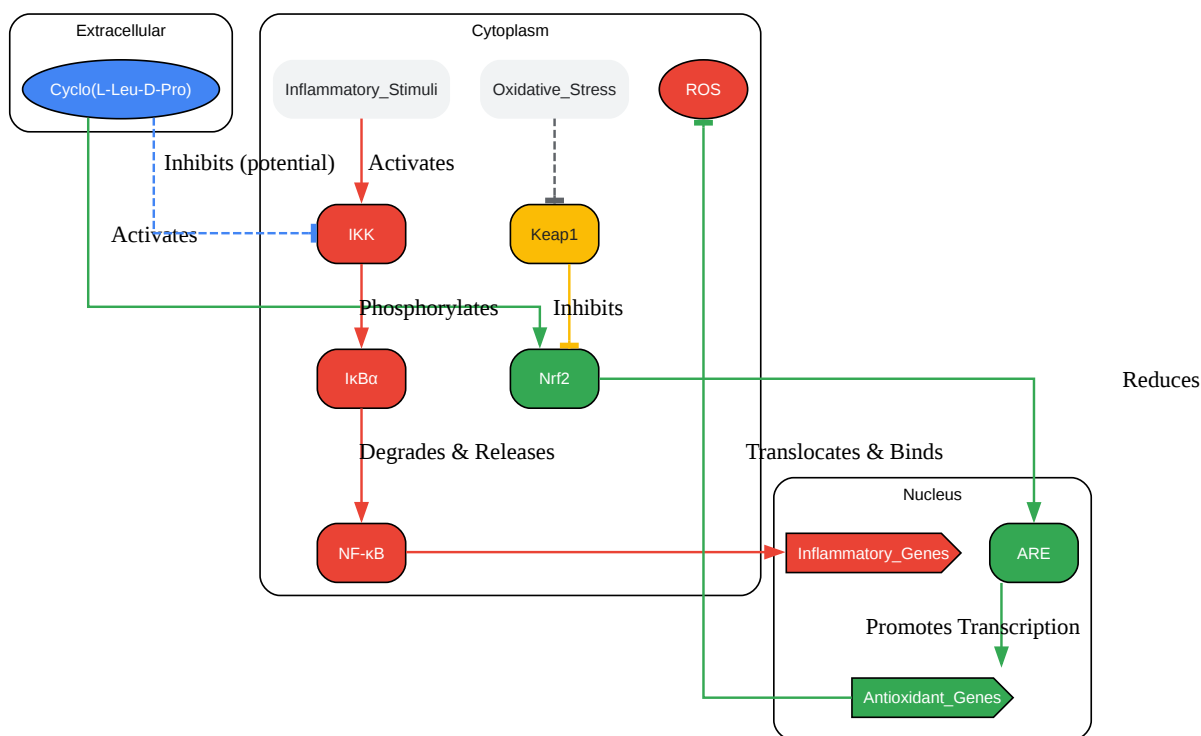 Extracellular
Cytoplasm
Cyclo(L-Leu-D-Pro)
Inflammatory_Stimuli
Oxidative_Stress
ROS
Inhibits (potential)
Activates
Activates
IKK
Keap1
Phosphorylates
Inhibits
IκBα
Nrf2
Reduces
Degrades & Releases
Translocates & Binds
Nucleus
NF-κB
Inflammatory_Genes
ARE
Promotes Transcription
Antioxidant_Genes